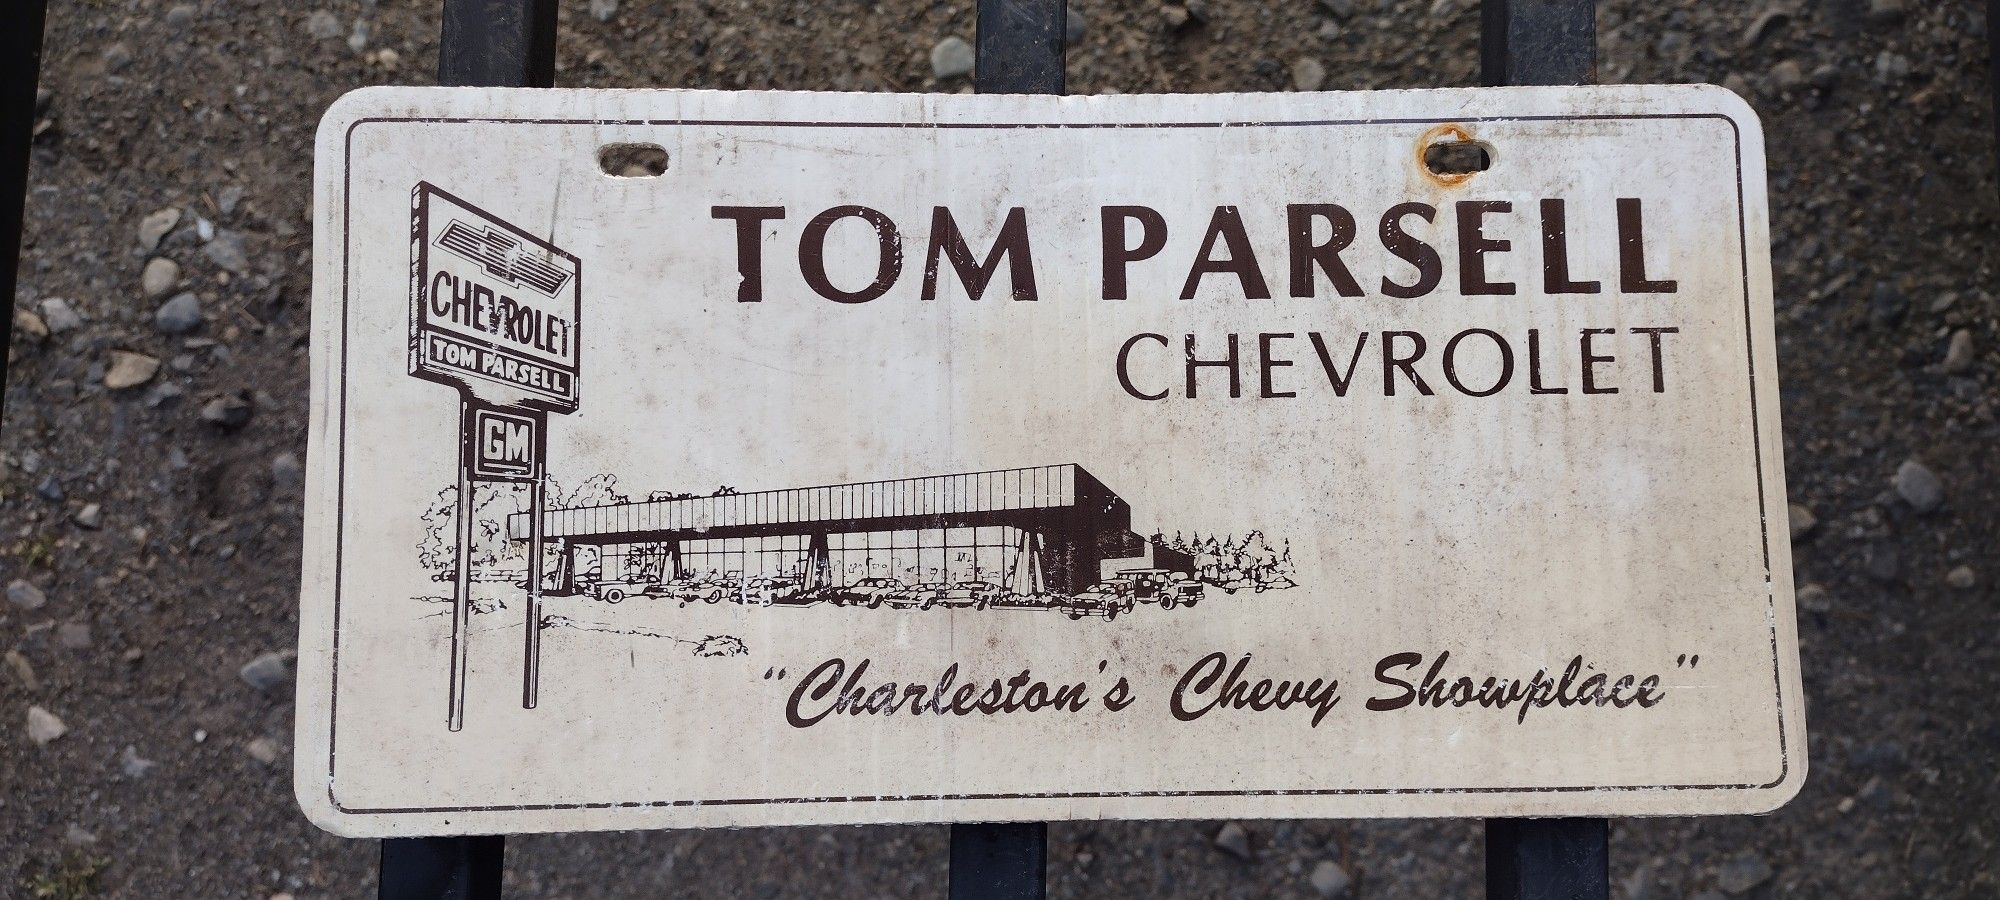 TOM PARSELL
CHEVROLET
CHEVROLET
TOM PARSELL
GM
"Charleston's Chevy Showplace"